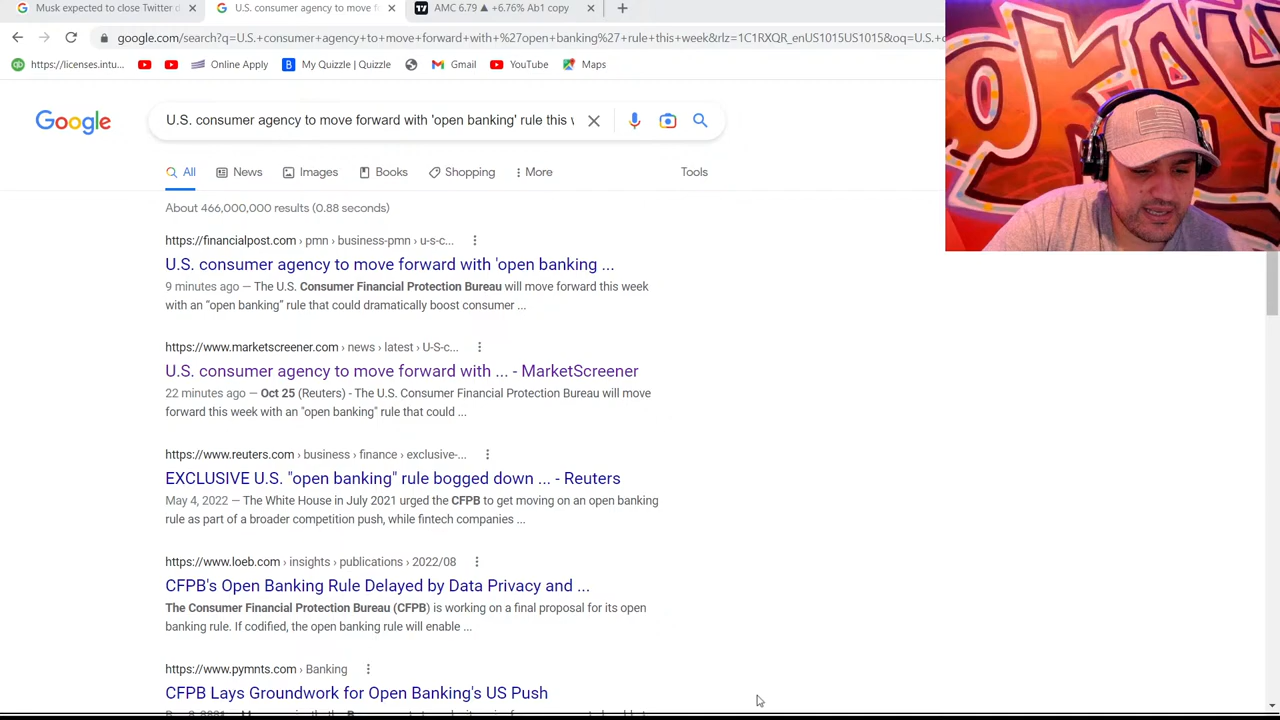 Musk expected to close Twitter d
U.S. consumer agency to move f
AMC 6.79 ▲ +6.76% Ab1 copy
google.com/search?q=U.S.+consumer+agency+to+move+forward+with+%27open+banking%27+rule+this+week&rlz=1C1RXQ_enUS1015US1015&oq=U.S.+c
https://licenses.intu...
Online Apply
My Quizzle | Quizzle
Gmail
YouTube
Maps
Google
U.S. consumer agency to move forward with 'open banking' rule this
All
News
Images
Books
Shopping
More
Tools
About 466,000,000 results (0.88 seconds)
https://financialpost.com › pmn › business-pmn › u-s-c...
U.S. consumer agency to move forward with 'open banking ...
9 minutes ago — The U.S. Consumer Financial Protection Bureau will move forward this week
with an “open banking” rule that could dramatically boost consumer ...
https://www.marketscreener.com › news › latest › U-S-c...
U.S. consumer agency to move forward with ... - MarketScreener
22 minutes ago — Oct 25 (Reuters) - The U.S. Consumer Financial Protection Bureau will move
forward this week with an "open banking" rule that could ...
https://www.reuters.com › business › finance › exclusive-...
EXCLUSIVE U.S. "open banking" rule bogged down ... - Reuters
May 4, 2022 — The White House in July 2021 urged the CFPB to get moving on an open banking
rule as part of a broader competition push, while fintech companies ...
https://www.loeb.com › insights › publications › 2022/08
CFPB's Open Banking Rule Delayed by Data Privacy and ...
The Consumer Financial Protection Bureau (CFPB) is working on a final proposal for its open
banking rule. If codified, the open banking rule will enable ...
https://www.pymnts.com › Banking
CFPB Lays Groundwork for Open Banking's US Push